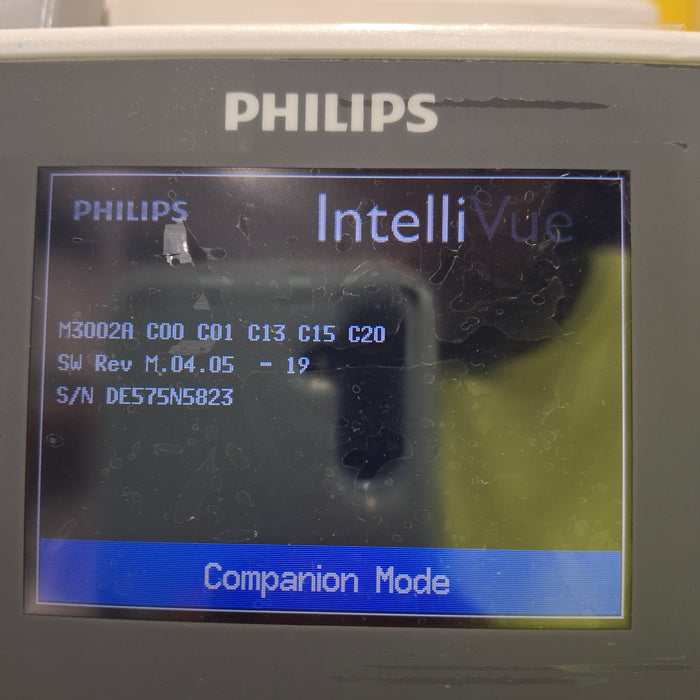 PHILIPS
PHILIPS IntelliVue
M3002A C00 C01 C13 C15 C20
SW Rev M.04.05 - 19
S/N DE575N5823
Companion Mode